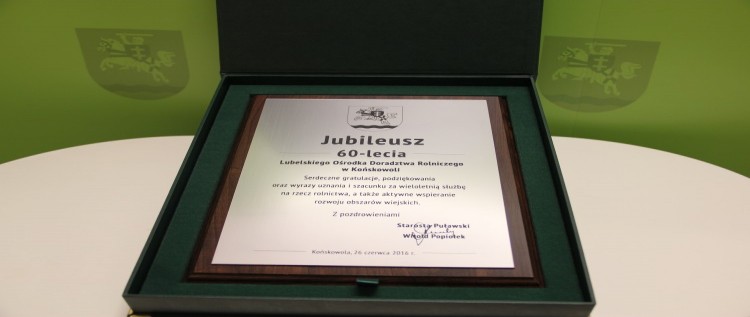 Jubileusz
60-lecia
Lubelskiego Ośrodka Doradztwa Rolniczego
w Końskowoli
Serdeczne gratulacje, podziękowania
oraz wyrazy uznania i szacunku za wieloletnią służbę
na rzecz rolnictwa, a także aktywne wspieranie
rozwoju obszarów wiejskich.
Z pozdrowieniami
Starosta Puławski
Witold Popiołek
Końskowola, 26 czerwca 2016 r.